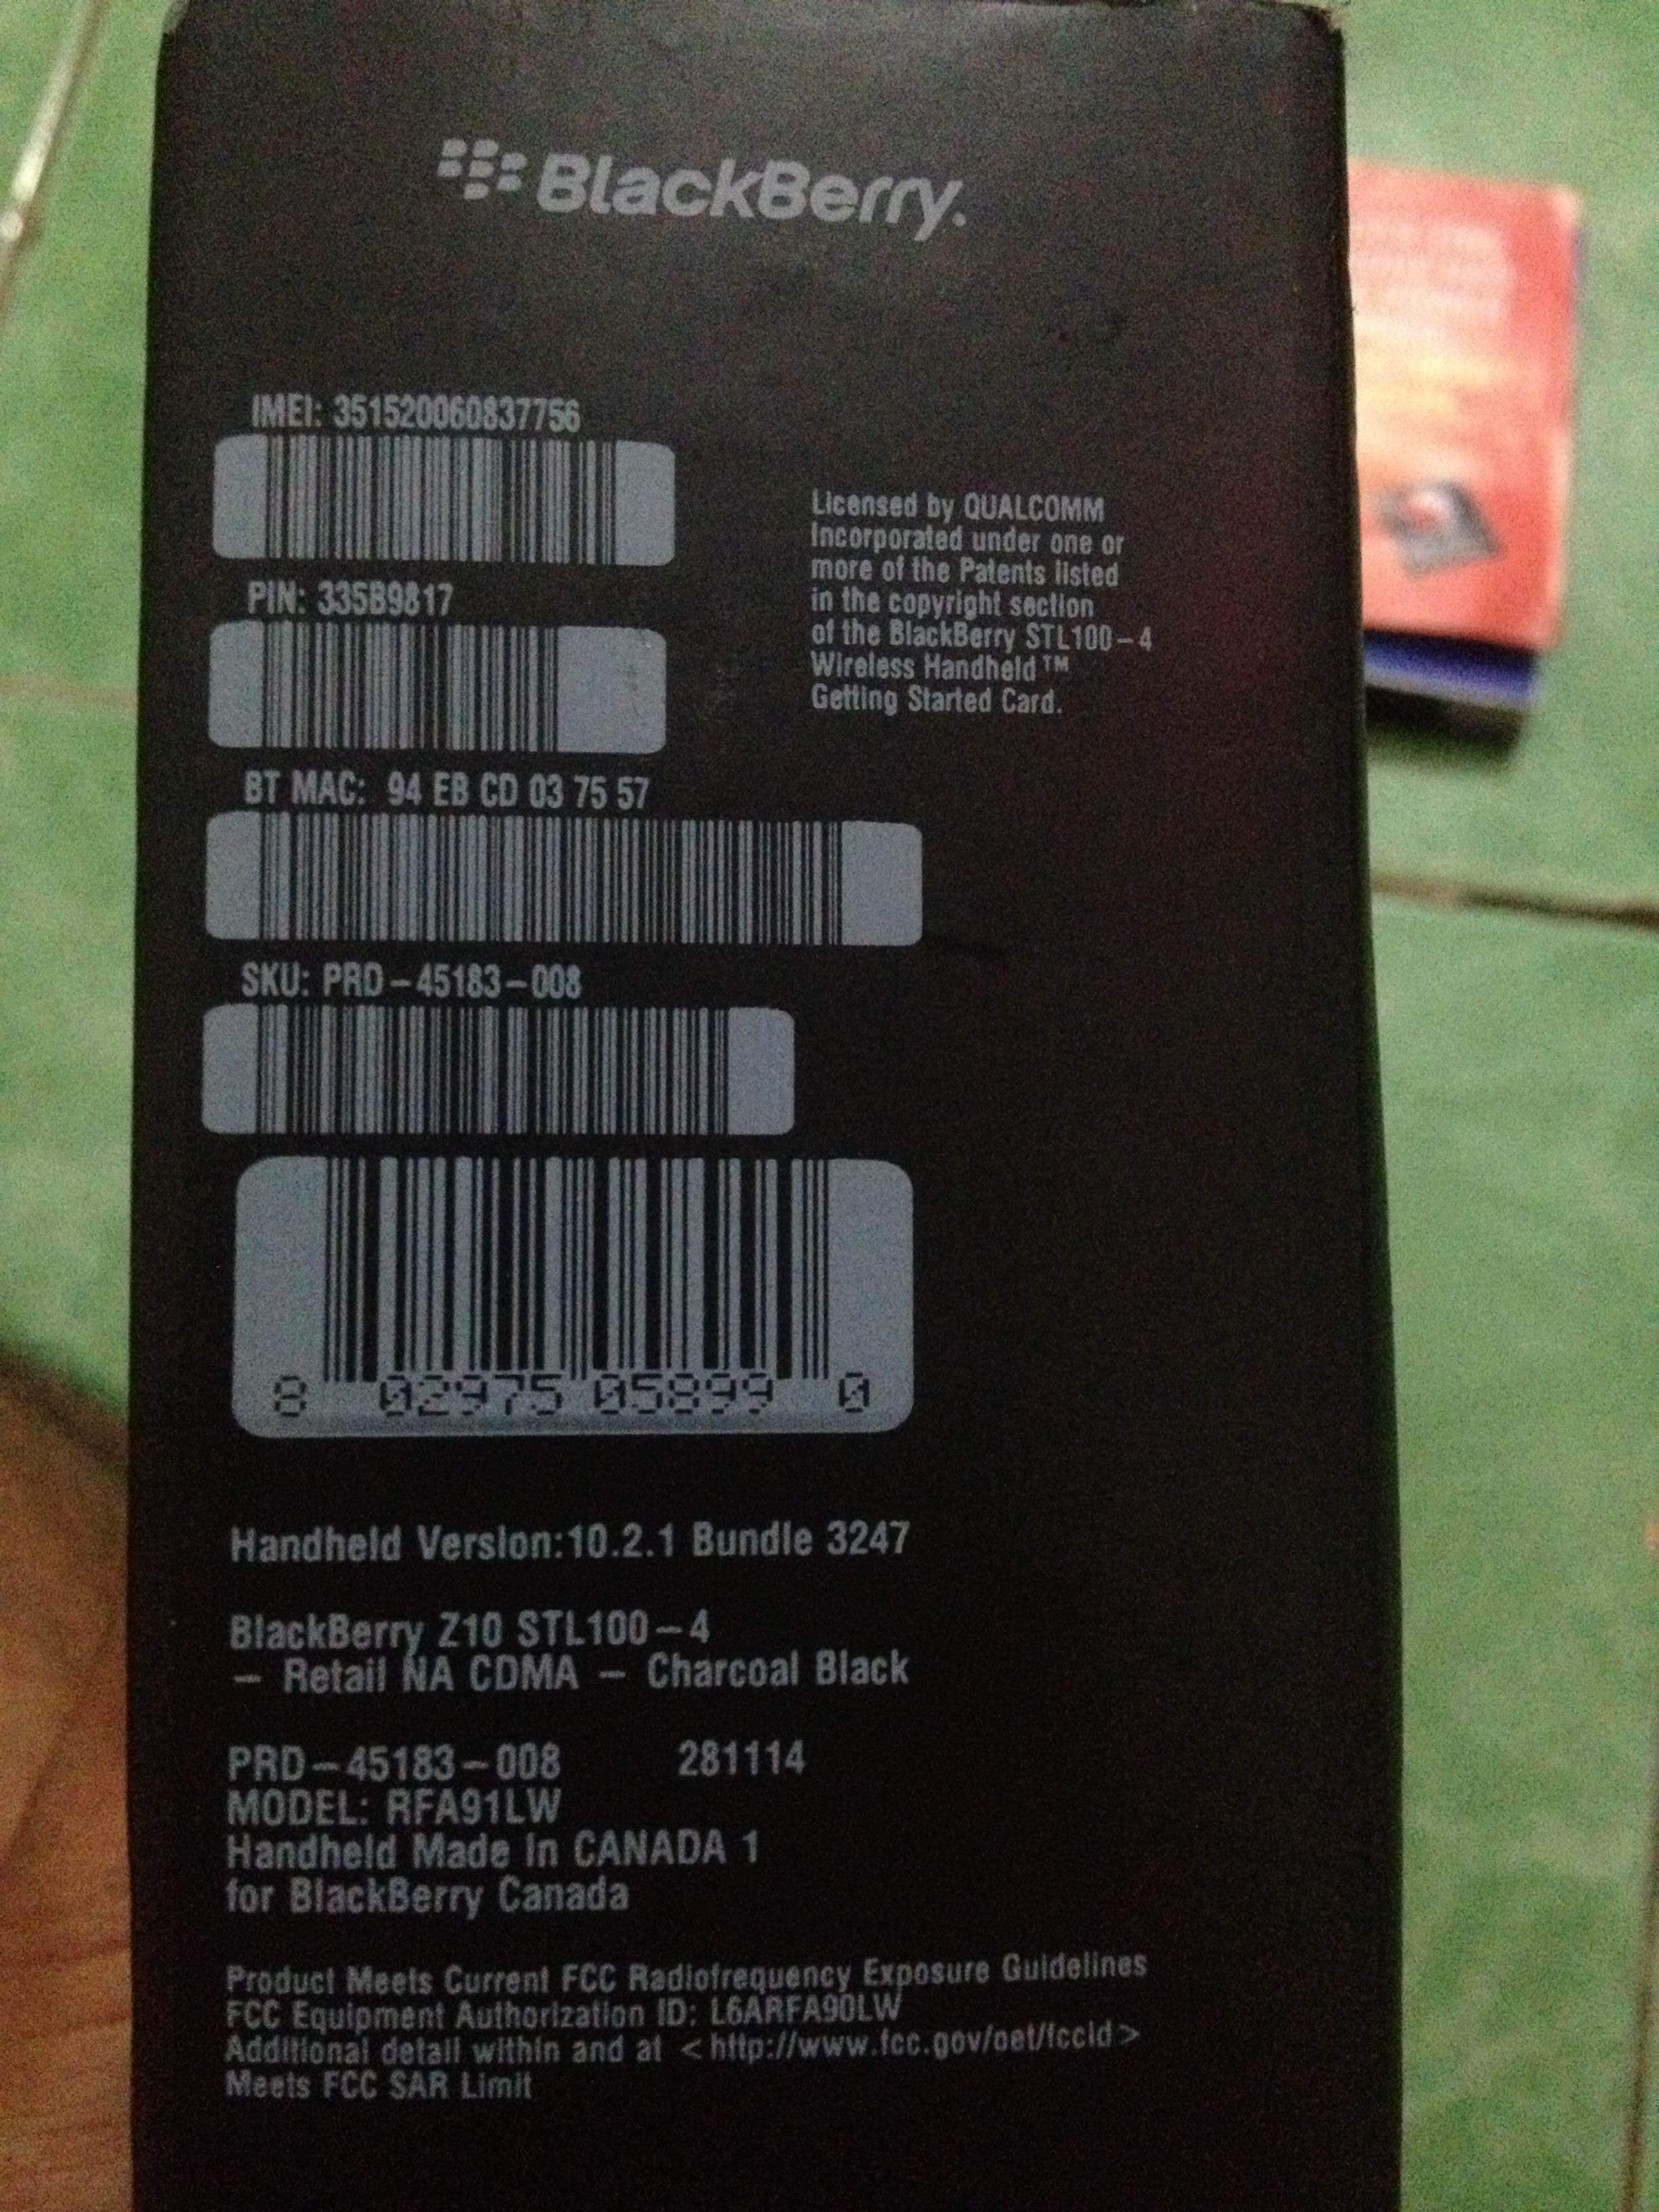 BlackBerry.
IMEI: 351520060837756
PIN: 335B9817
BT MAC: 94 EB CD 03 75 57
SKU: PRD-45183-008
8 02975 05899 0
Licensed by QUALCOMM
Incorporated under one or
more of the Patents listed
in the copyright section
of the BlackBerry STL100-4
Wireless Handheld™
Getting Started Card.
Handheld Version:10.2.1 Bundle 3247
BlackBerry Z10 STL100-4
- Retail NA CDMA - Charcoal Black
PRD-45183-008 281114
MODEL: RFA91LW
Handheld Made In CANADA 1
for BlackBerry Canada
Product Meets Current FCC Radiofrequency Exposure Guidelines
FCC Equipment Authorization ID: L6ARFA90LW
Additional detail within and at <http://www.fcc.gov/oet/fccid>
Meets FCC SAR Limit